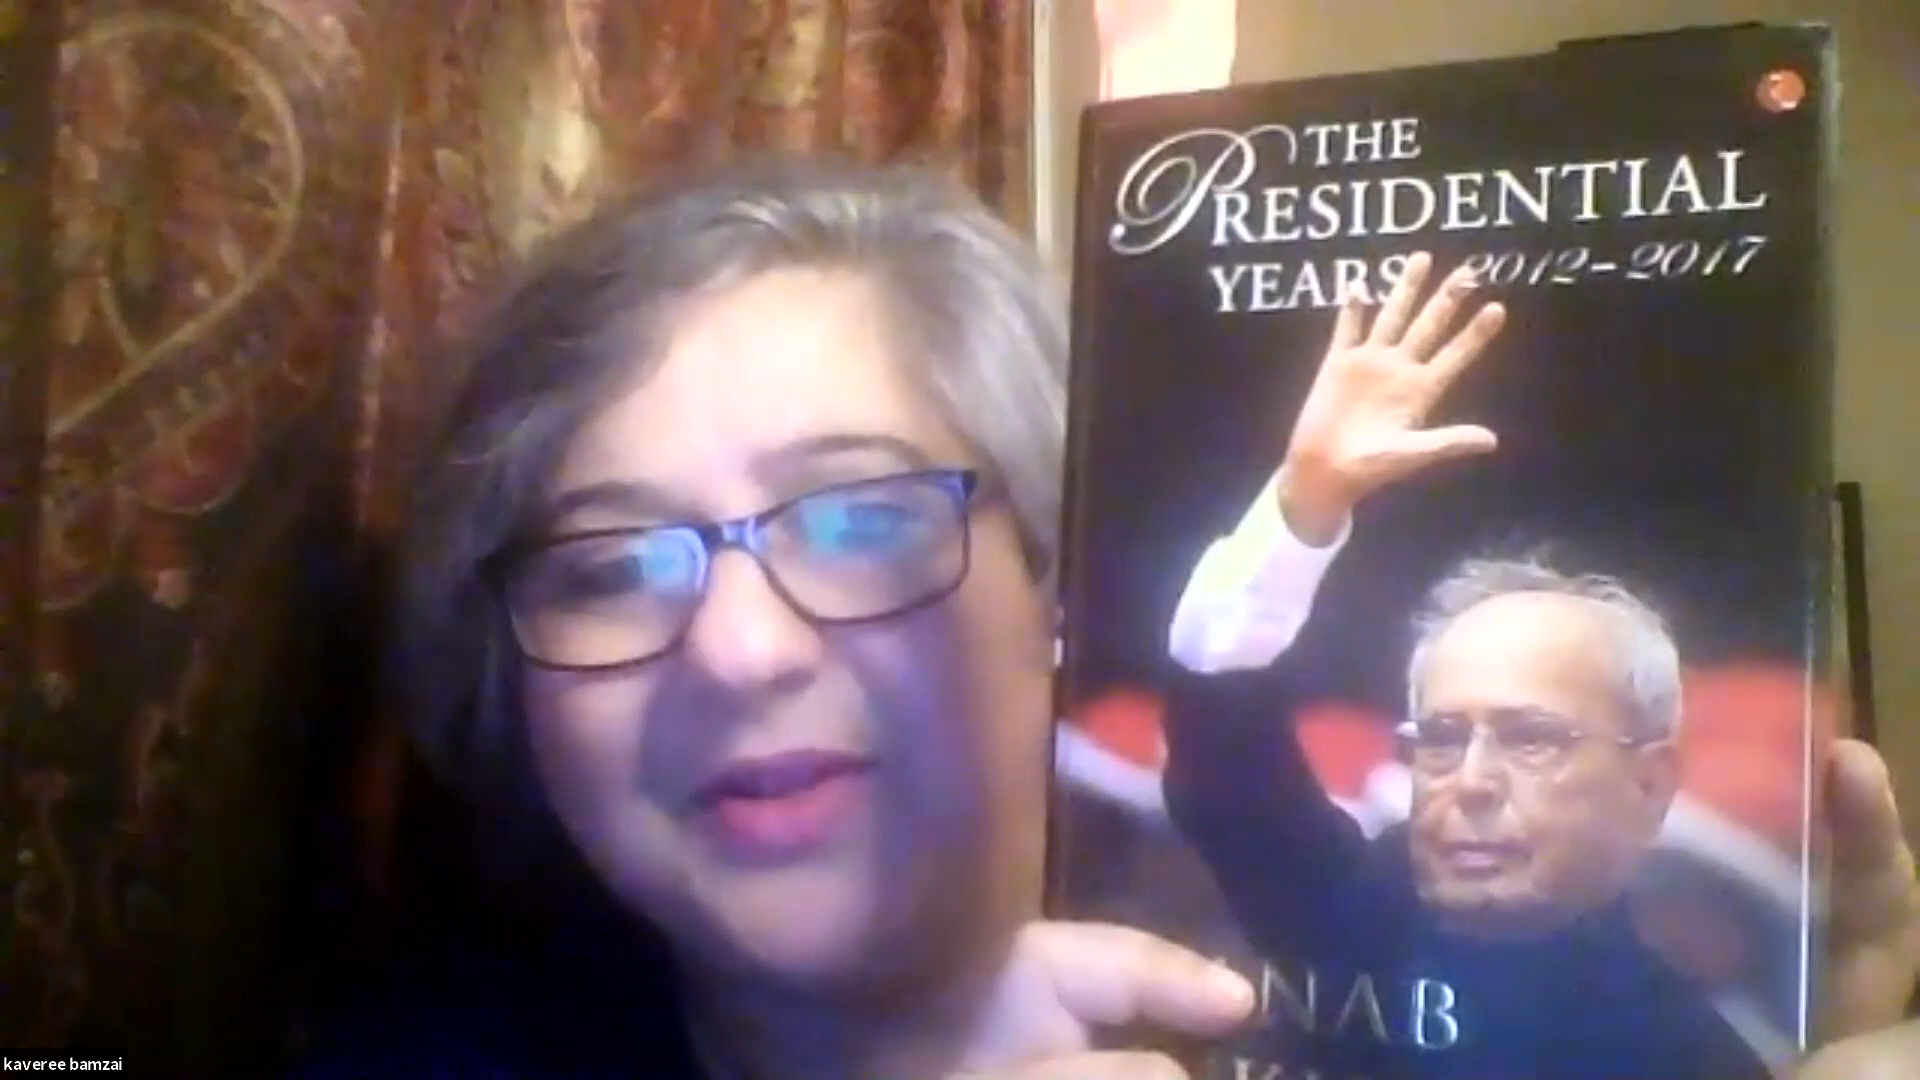 THE
PRESIDENTIAL
YEARS 2012-2017
NAB
kaveree bamzai